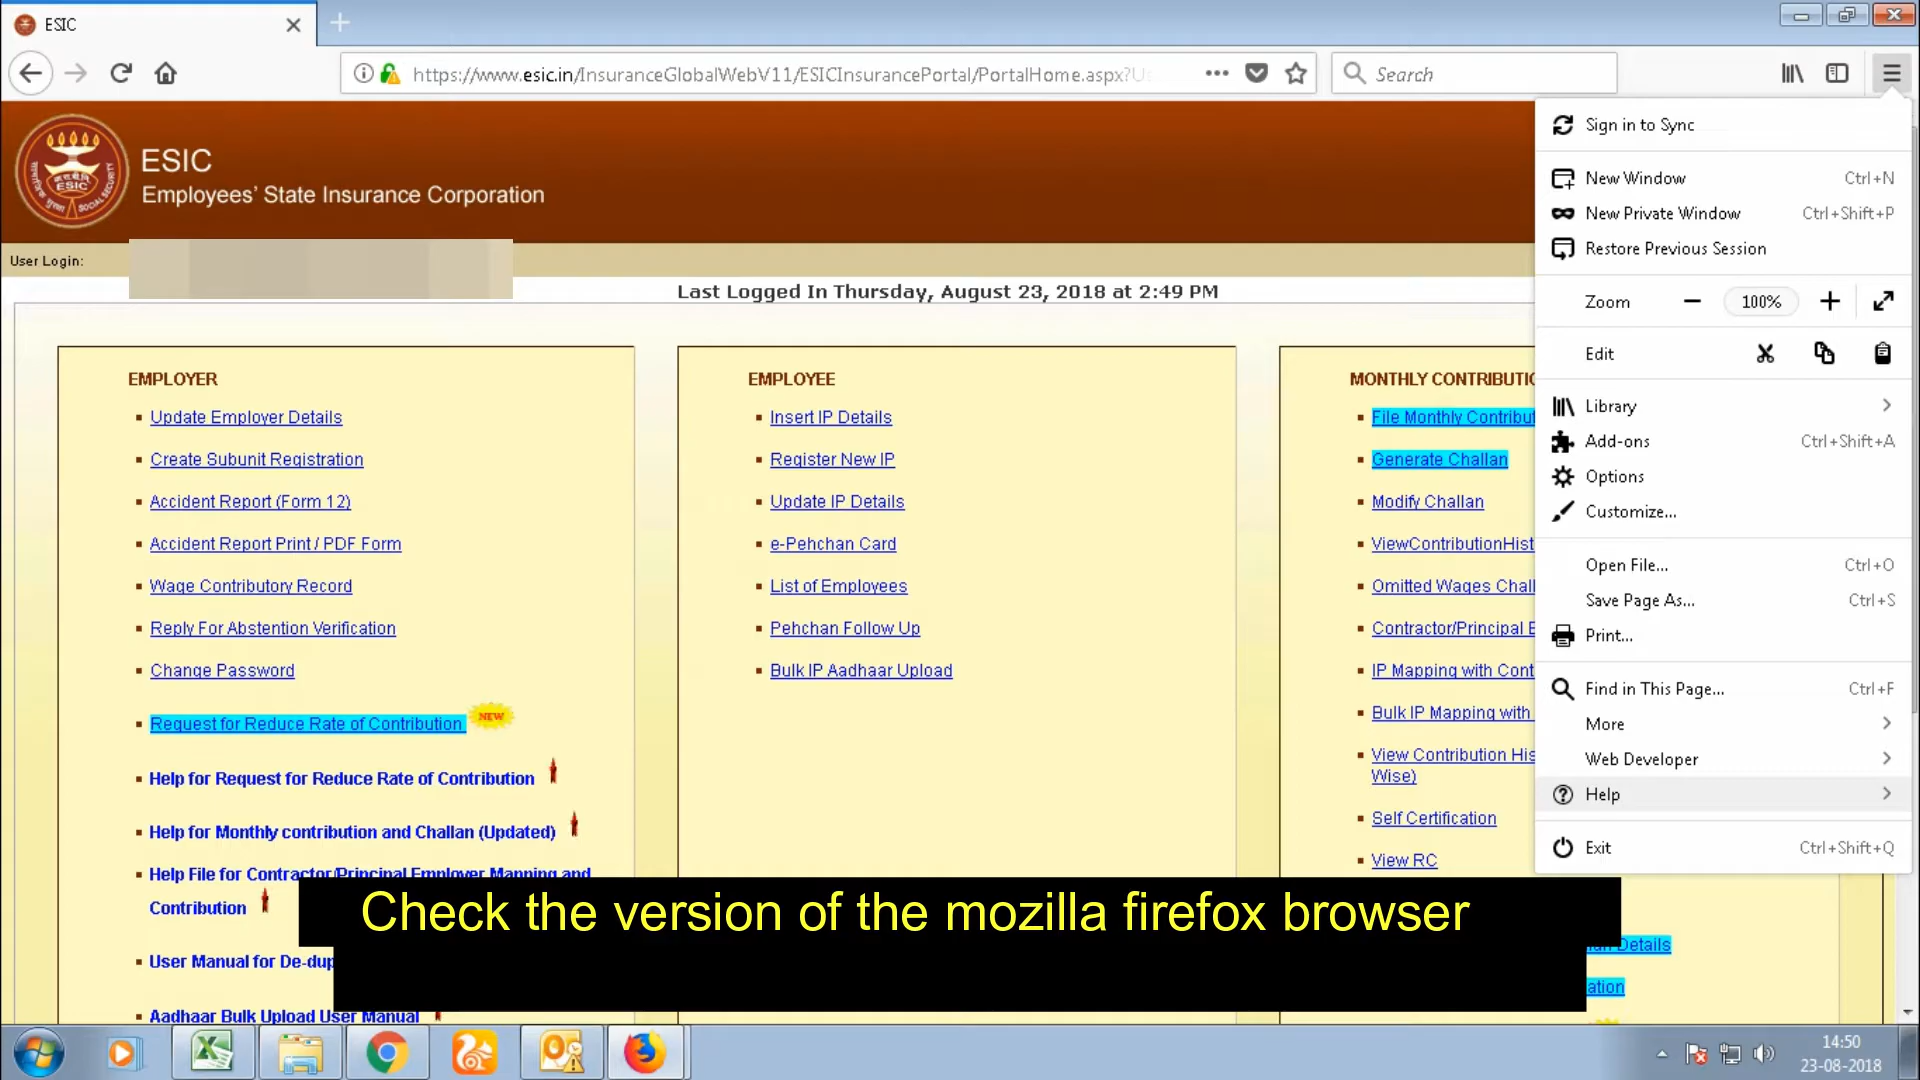 ESIC
https://www.esic.in/InsuranceGlobalWebV11/ESICInsurancePortal/PortalHome.aspx?U
Search
ESIC
Employees' State Insurance Corporation
User Login:
Last Logged In Thursday, August 23, 2018 at 2:49 PM
EMPLOYER
Update Employer Details
Create Subunit Registration
Accident Report (Form 12)
Accident Report Print / PDF Form
Wage Contributory Record
Reply For Abstention Verification
Change Password
Request for Reduce Rate of Contribution NEW
Help for Request for Reduce Rate of Contribution
Help for Monthly contribution and Challan (Updated)
Help File for Contractor/Principal Employer Mapping and
Contribution
User Manual for De-dup
Aadhaar Bulk Upload User Manual
EMPLOYEE
Insert IP Details
Register New IP
Update IP Details
e-Pehchan Card
List of Employees
Pehchan Follow Up
Bulk IP Aadhaar Upload
MONTHLY CONTRIBUTIO
File Monthly Contribut
Generate Challan
Modify Challan
ViewContributionHist
Omitted Wages Chall
Contractor/Principal E
IP Mapping with Cont
Bulk IP Mapping with
View Contribution His
Wise)
Self Certification
View RC
Details
ation
Sign in to Sync
New Window Ctrl+N
New Private Window Ctrl+Shift+P
Restore Previous Session
Zoom 100%
Edit
Library
Add-ons Ctrl+Shift+A
Options
Customize...
Open File... Ctrl+O
Save Page As... Ctrl+S
Print...
Find in This Page... Ctrl+F
More
Web Developer
Help
Exit Ctrl+Shift+Q
Check the version of the mozilla firefox browser
14:50
23-08-2018